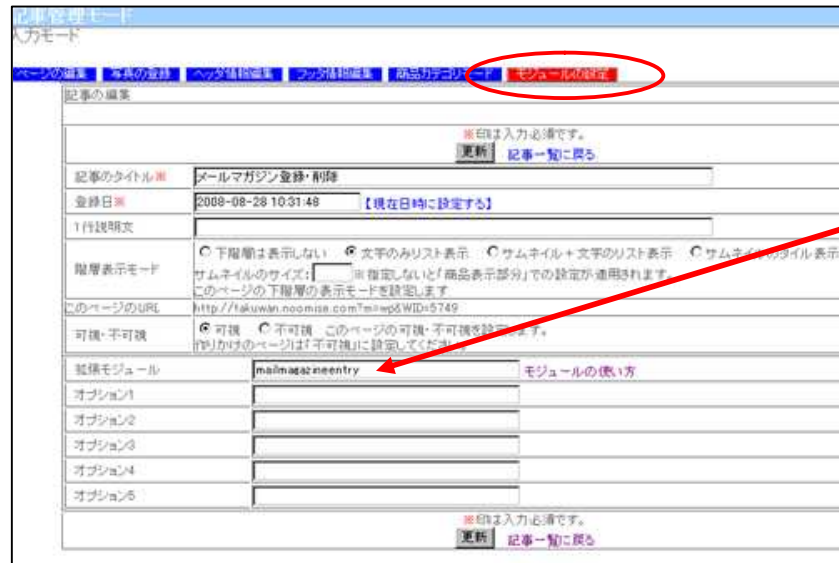 記事管理モード
入力モード
ページの編集 写真の登録 ヘッダ情報編集 フッタ情報編集 商品カテゴリモード モジュールの設定
記事の編集
※印は入力必須です。
更新 記事一覧に戻る
記事のタイトル※ メールマガジン登録・削除
登録日※ 2008-08-28 10:31:48 【現在日時に設定する】
1行説明文
階層表示モード 下階層は表示しない 文字のみリスト表示 サムネイル+文字のリスト表示 サムネイルのタイル表示
サムネイルのサイズ: ※指定しないと「商品表示部分」での設定が適用されます。
このページの下階層の表示モードを設定します
このページのURL http://takuwan.noomise.com?m=wp&WID=5749
可視・不可視 可視 不可視 このページの可視・不可視を設定します。
作りかけのページは「不可視」に設定してください。
拡張モジュール mailmagazineentry モジュールの使い方
オプション1
オプション2
オプション3
オプション4
オプション5
※印は入力必須です。
更新 記事一覧に戻る